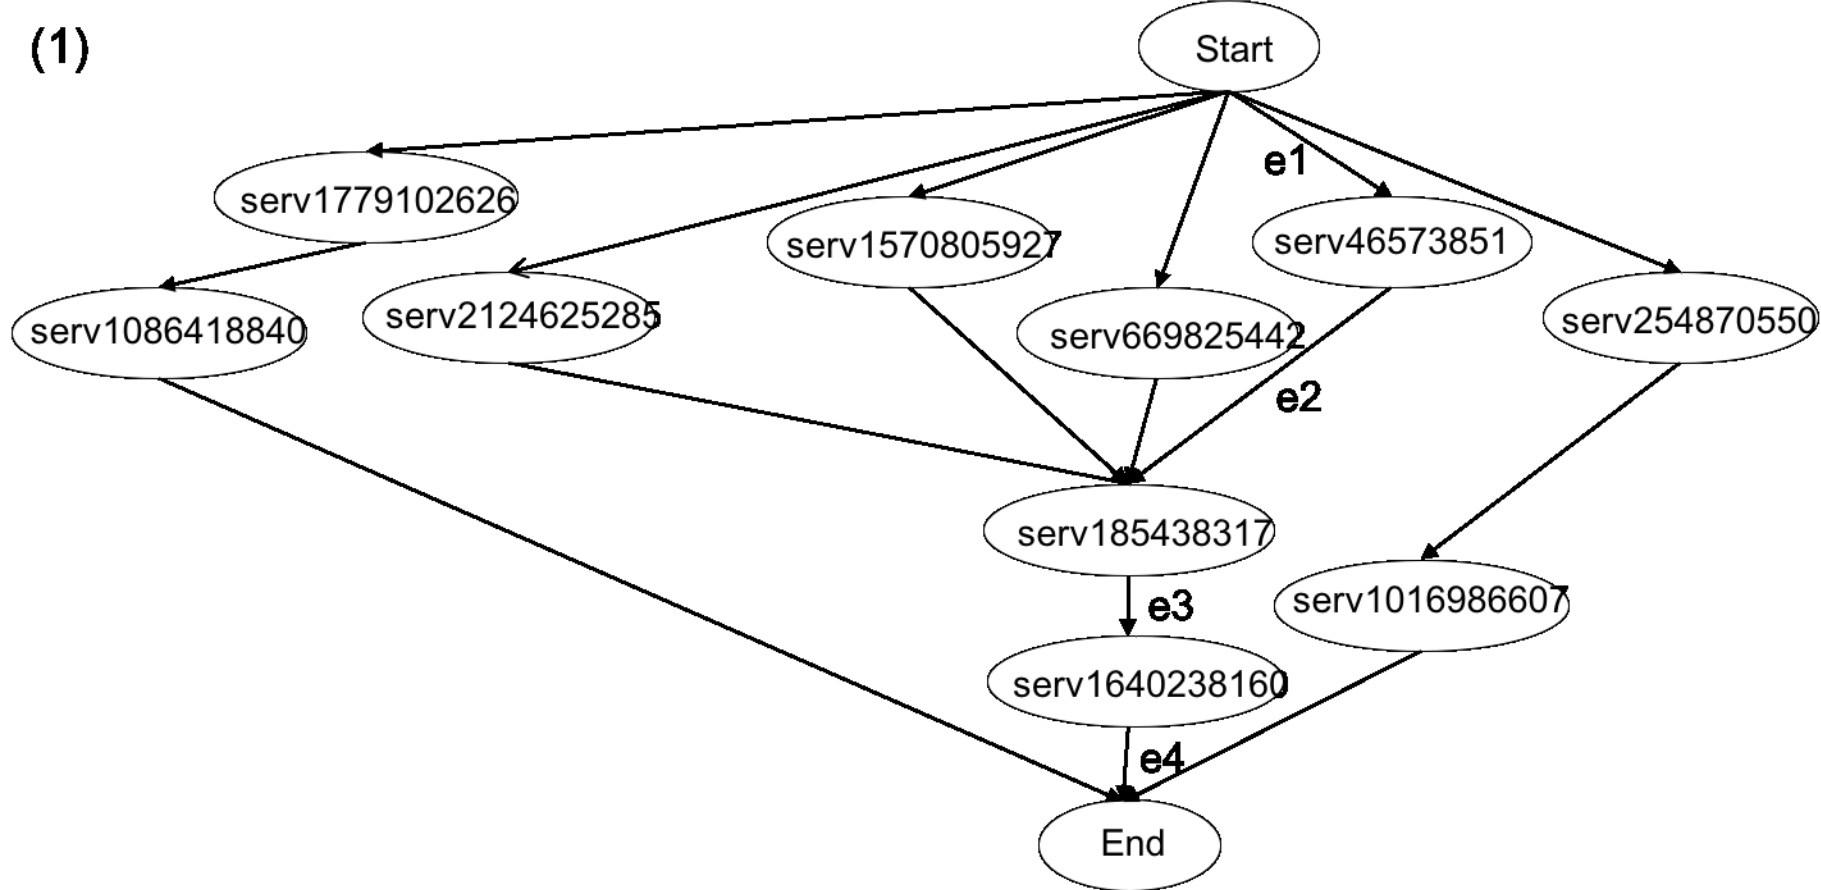 (1)
Start
e1
serv1779102626
serv1570805927
serv46573851
serv1086418840
serv2124625285
serv669825442
serv254870550
e2
serv185438317
e3
serv1016986607
serv1640238160
e4
End